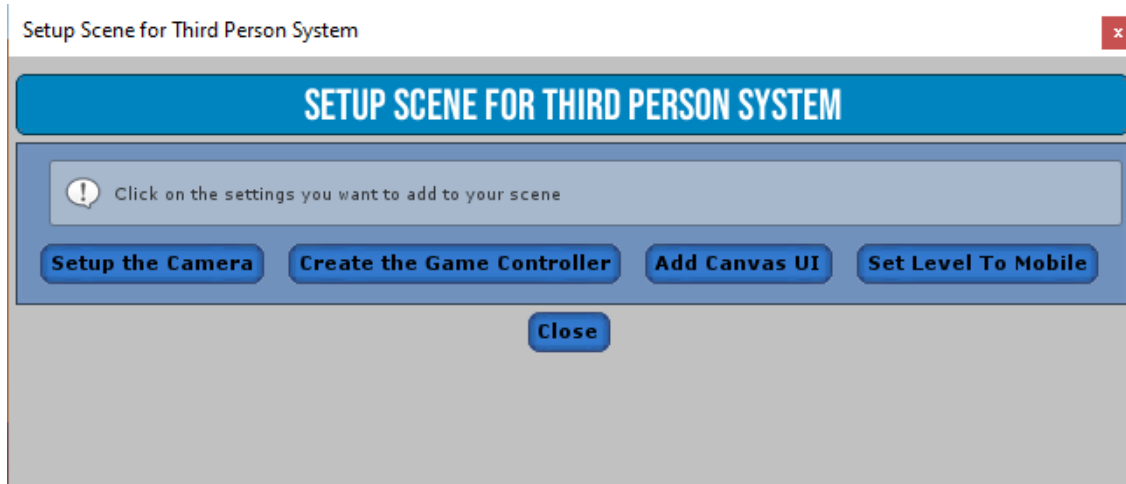 Setup Scene for Third Person System
x
SETUP SCENE FOR THIRD PERSON SYSTEM
Click on the settings you want to add to your scene
Setup the Camera Create the Game Controller Add Canvas UI Set Level To Mobile
Close